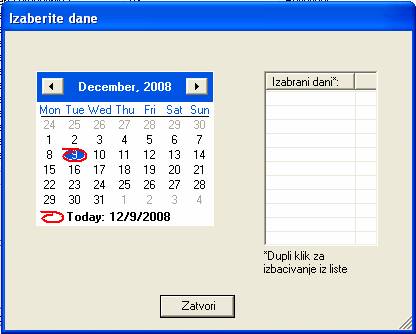 Izaberite dane
December, 2008
Mon Tue Wed Thu Fri Sat Sun
24 25 26 27 28 29 30
1 2 3 4 5 6 7
8 9 10 11 12 13 14
15 16 17 18 19 20 21
22 23 24 25 26 27 28
29 30 31 1 2 3 4
Today: 12/9/2008
Izabrani dani*:
*Dupli klik za
izbacivanje iz liste
Zatvori